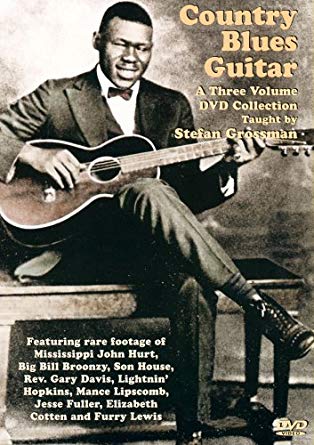 Country
Blues
Guitar
A Three Volume
DVD Collection
Taught by
Stefan Grossman
Featuring rare footage of
Mississippi John Hurt,
Big Bill Broonzy, Son House,
Rev. Gary Davis, Lightnin'
Hopkins, Mance Lipscomb,
Jesse Fuller, Elizabeth
Cotten and Furry Lewis
DVD
VIDEO